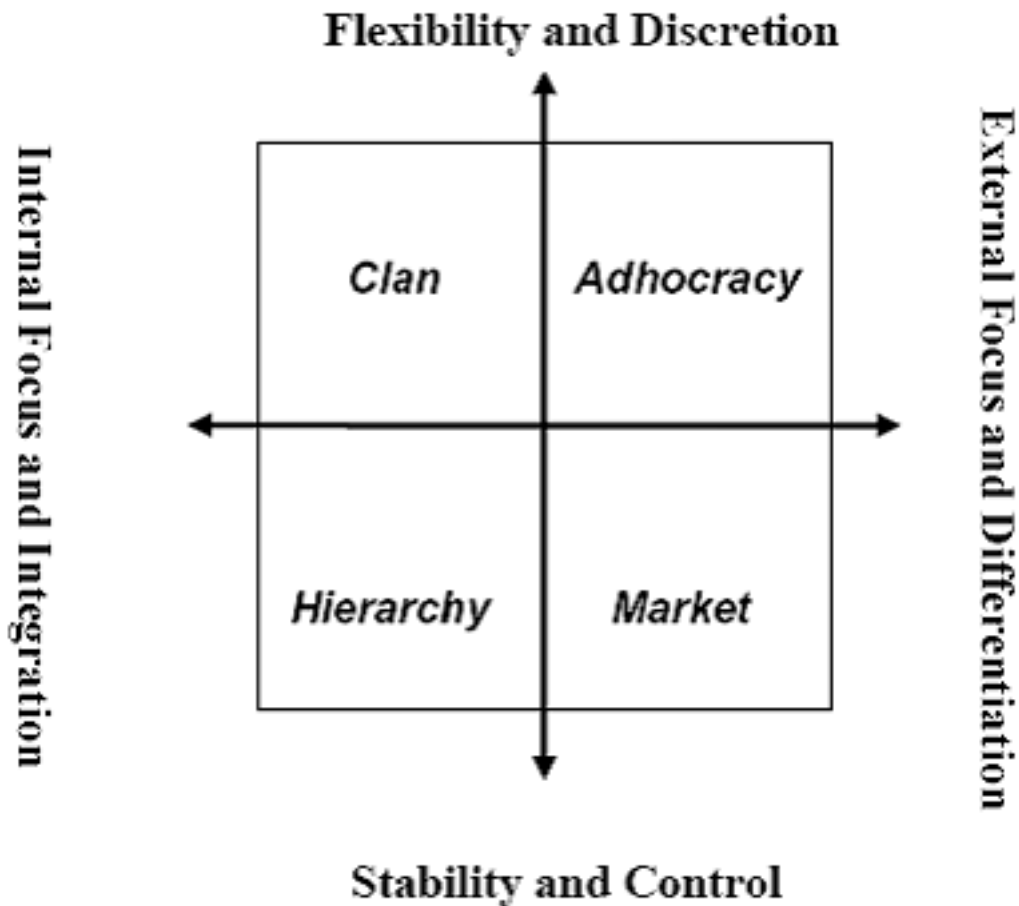 Flexibility and Discretion
Internal Focus and Integration
External Focus and Differentiation
Clan
Adhocracy
Hierarchy
Market
Stability and Control